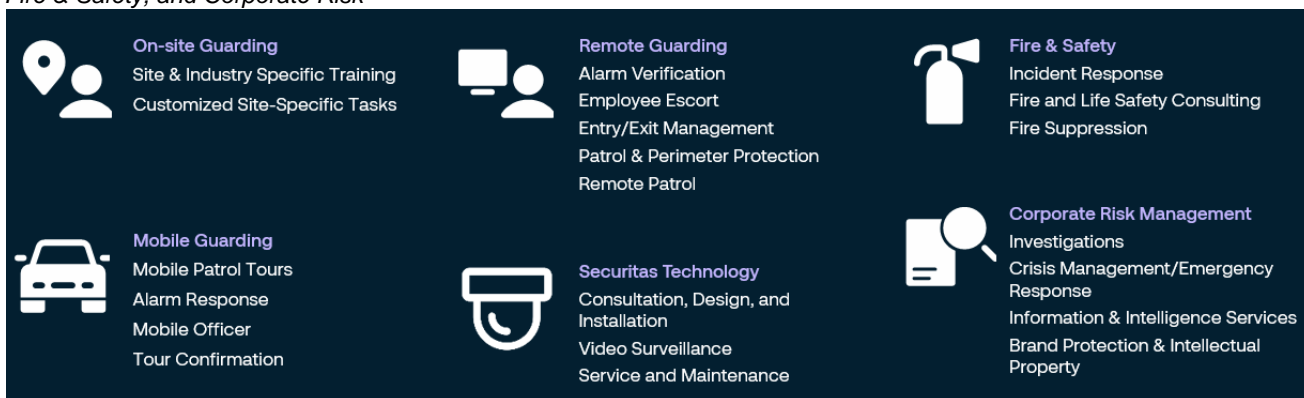 Fire & Safety, and Corporate Risk
On-site Guarding
Site & Industry Specific Training
Customized Site-Specific Tasks
Remote Guarding
Alarm Verification
Employee Escort
Entry/Exit Management
Patrol & Perimeter Protection
Remote Patrol
Fire & Safety
Incident Response
Fire and Life Safety Consulting
Fire Suppression
Mobile Guarding
Mobile Patrol Tours
Alarm Response
Mobile Officer
Tour Confirmation
Securitas Technology
Consultation, Design, and
Installation
Video Surveillance
Service and Maintenance
Corporate Risk Management
Investigations
Crisis Management/Emergency
Response
Information & Intelligence Services
Brand Protection & Intellectual
Property